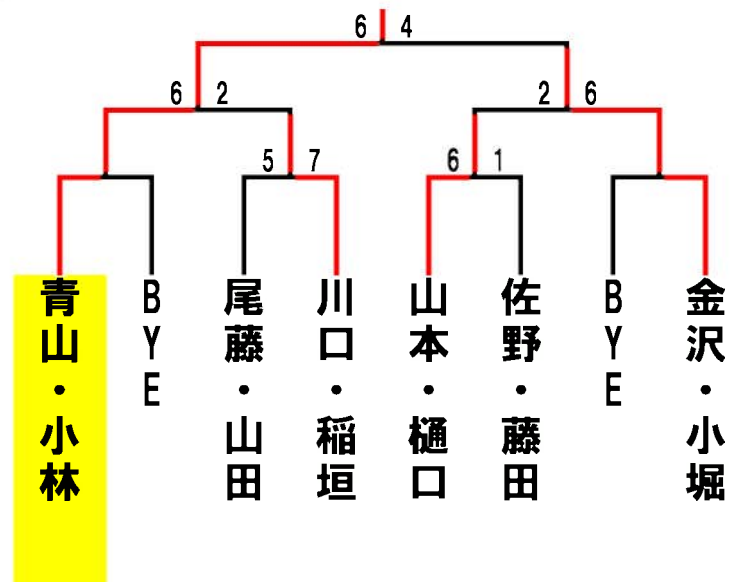 6 4
6 2
2 6
5 7
6 1
青山・小林
BYE
尾藤・山田
川口・稲垣
山本・樋口
佐野・藤田
BYE
金沢・小堀